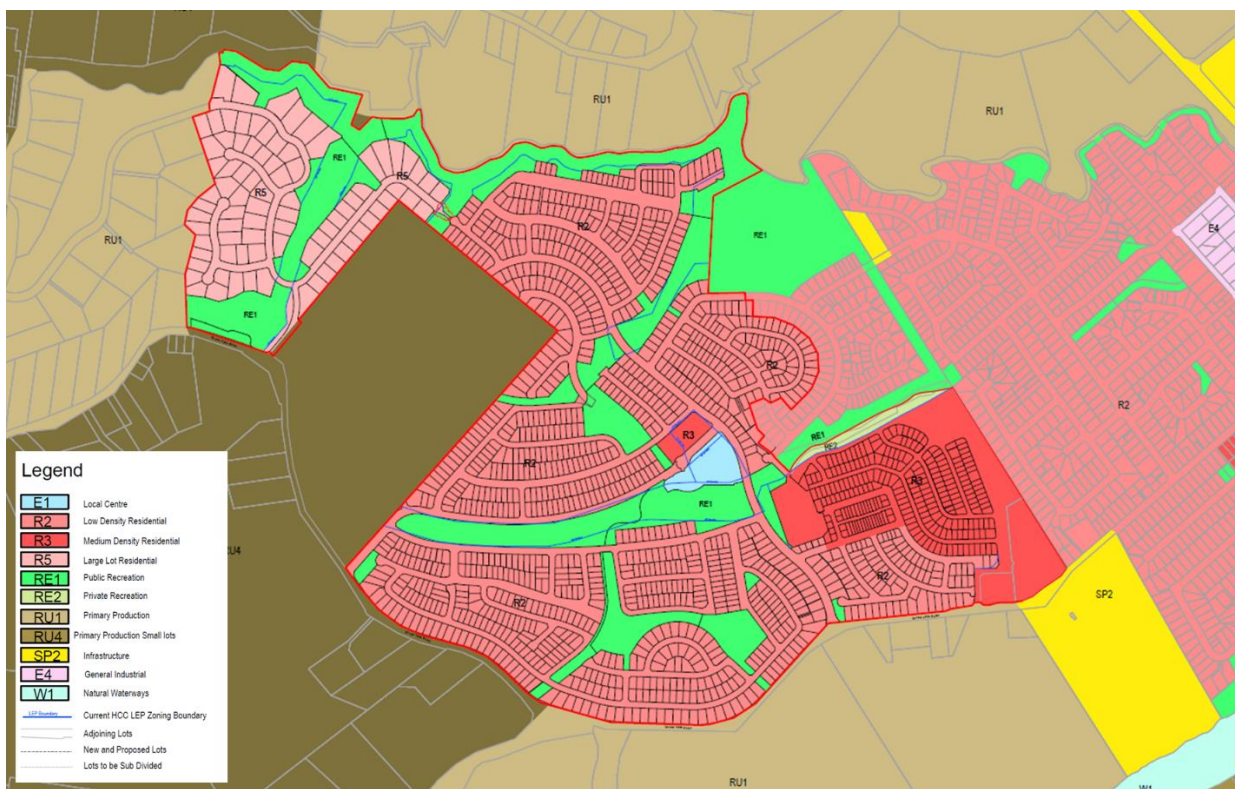 RU1
RU1
RE1
R5
R5
E4
R2
RE1
RU1
RE1
R2
R2
R3
RE1
RE2
R2
R3
RE1
RU4
R2
R2
SP2
RU1
W1
Legend
E1 Local Centre
R2 Low Density Residential
R3 Medium Density Residential
R5 Large Lot Residential
RE1 Public Recreation
RE2 Private Recreation
RU1 Primary Production
RU4 Primary Production Small lots
SP2 Infrastructure
E4 General Industrial
W1 Natural Waterways
LEP Boundary Current HCC LEP Zoning Boundary
Adjoining Lots
New and Proposed Lots
Lots to be Sub Divided